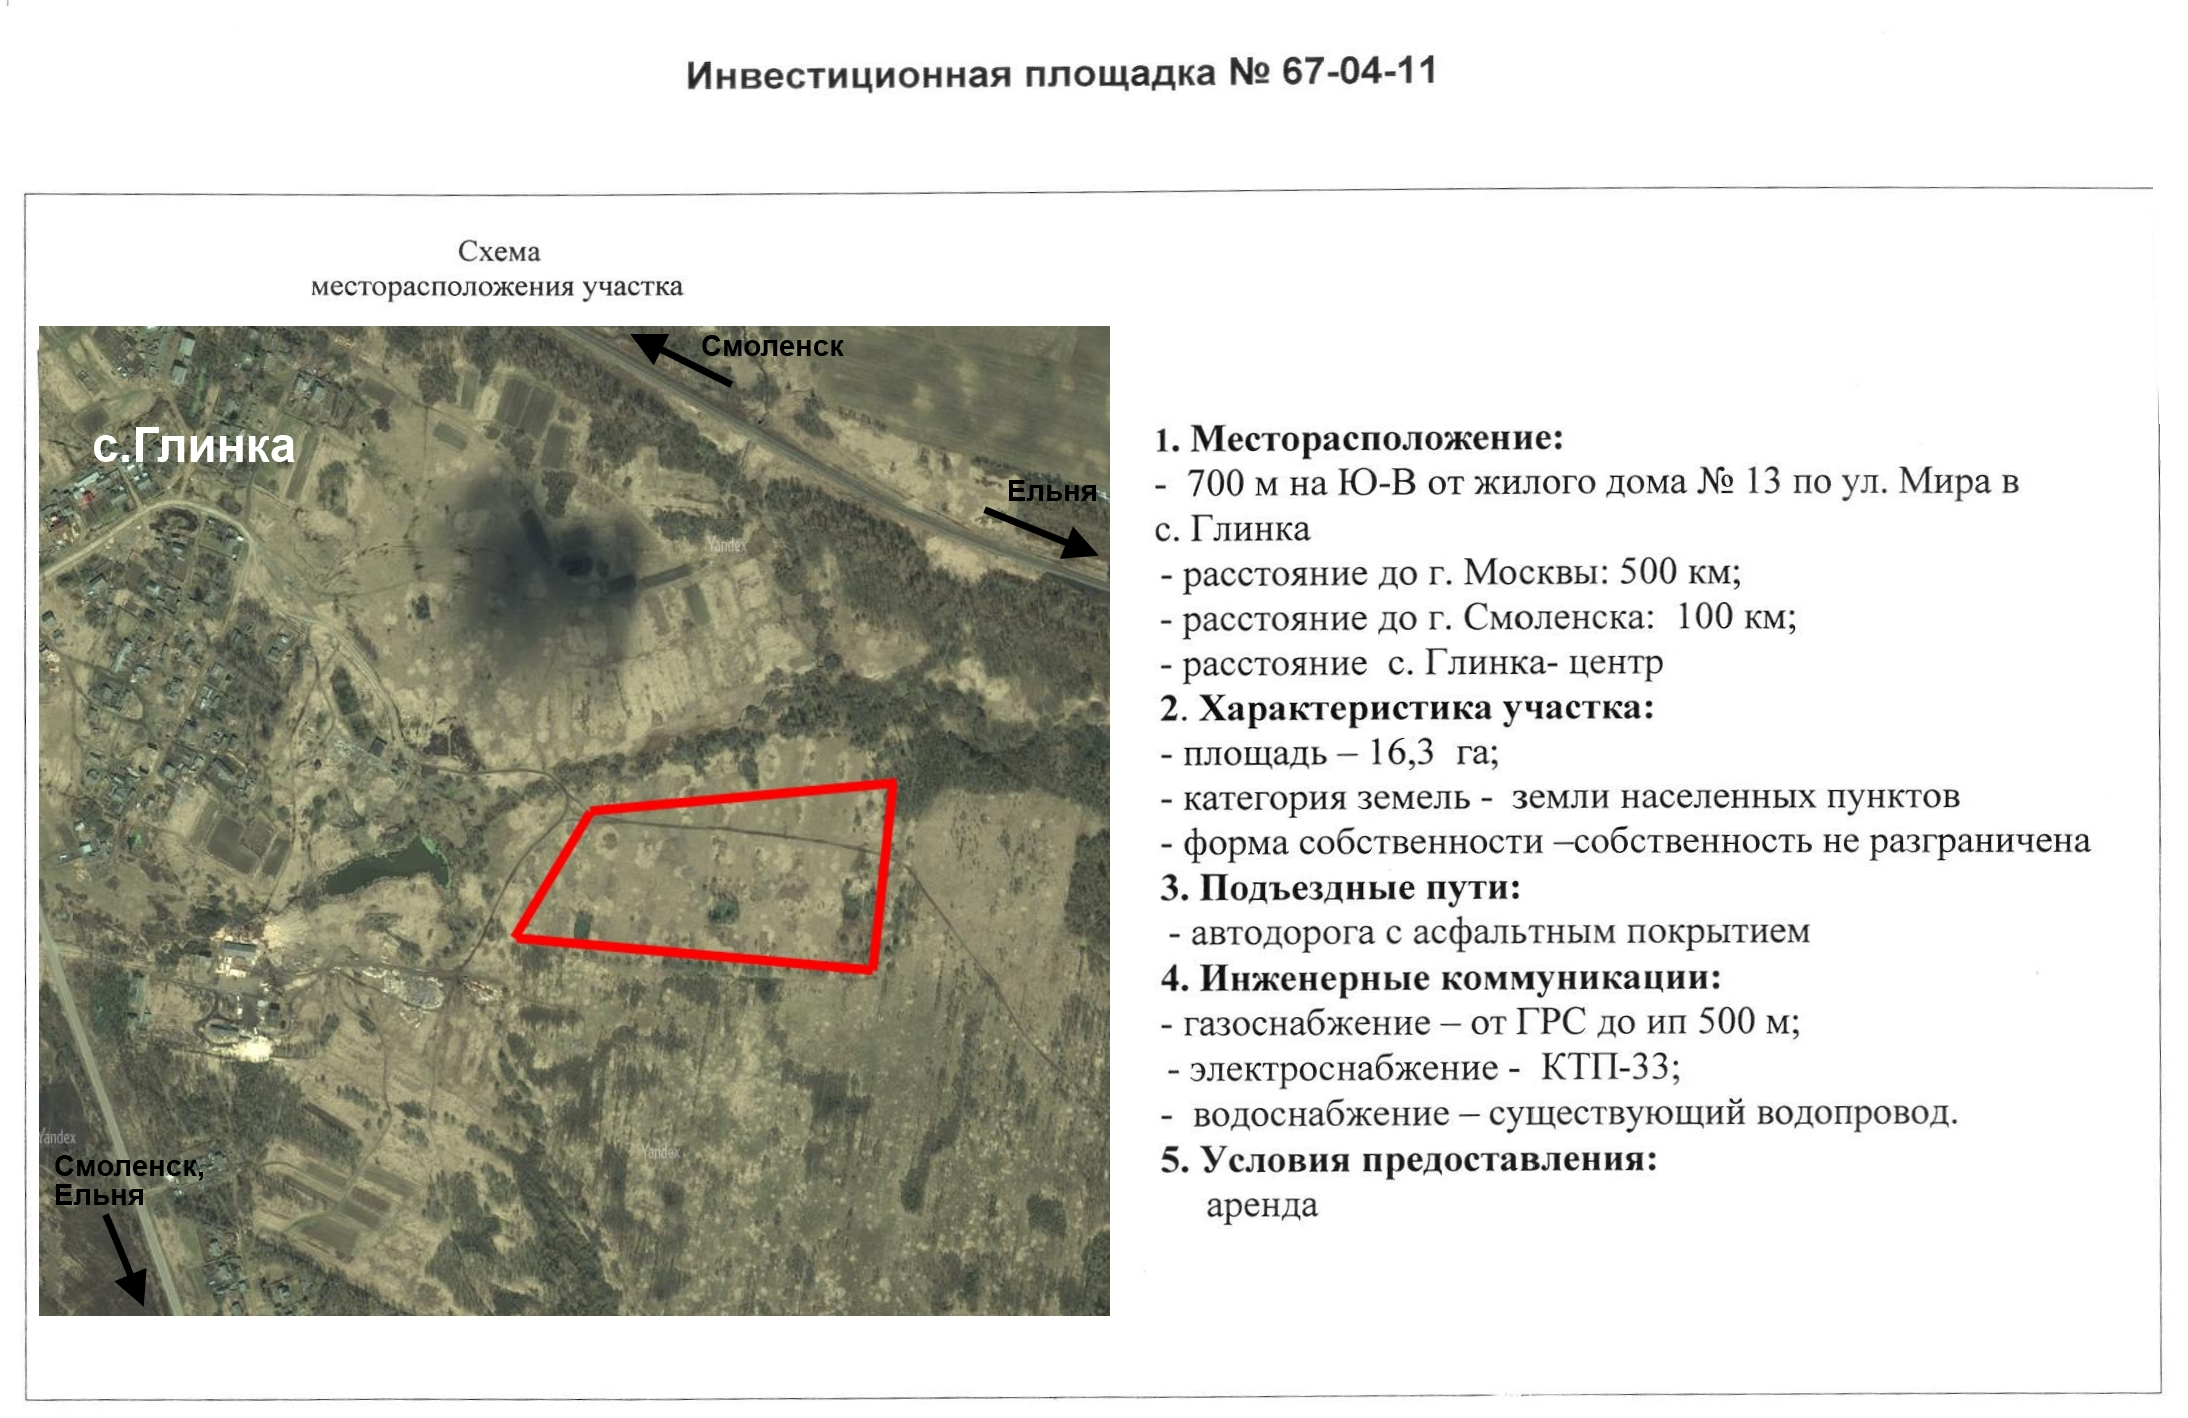 Инвестиционная площадка № 67-04-11
Схема
месторасположения участка
Смоленск
с.Глинка
Ельня
Yandex
Yandex
Yandex
Смоленск,
Ельня
1. Месторасположение:
- 700 м на Ю-В от жилого дома № 13 по ул. Мира в
с. Глинка
- расстояние до г. Москвы: 500 км;
- расстояние до г. Смоленска: 100 км;
- расстояние с. Глинка- центр
2. Характеристика участка:
- площадь – 16,3 га;
- категория земель - земли населенных пунктов
- форма собственности –собственность не разграничена
3. Подъездные пути:
- автодорога с асфальтным покрытием
4. Инженерные коммуникации:
- газоснабжение – от ГРС до ип 500 м;
- электроснабжение - КТП-33;
- водоснабжение – существующий водопровод.
5. Условия предоставления:
аренда